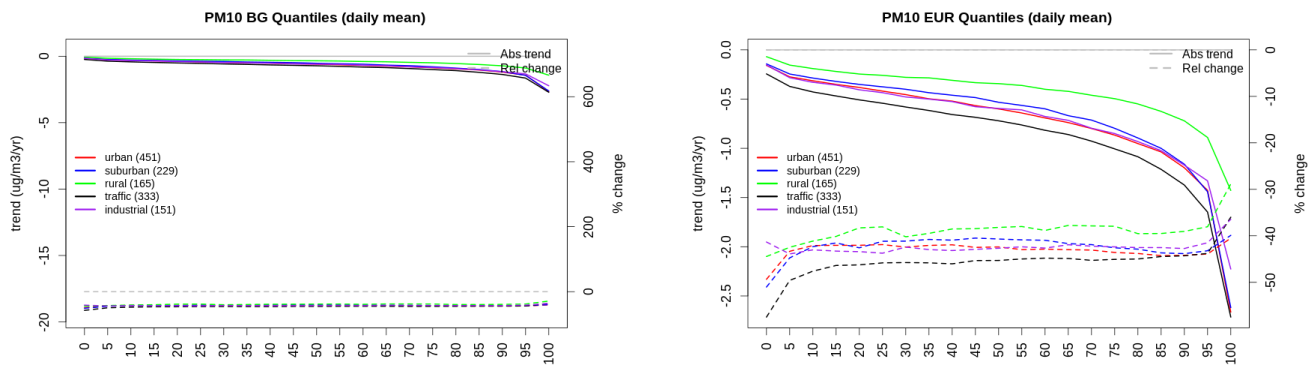 PM10 BG Quantiles (daily mean)
0
-5
-10
-15
-20
trend (ug/m3/yr)
Abs trend
Rel change
urban (451)
suburban (229)
rural (165)
traffic (333)
industrial (151)
600
400
200
0
% change
0 5 10 15 20 25 30 35 40 45 50 55 60 65 70 75 80 85 90 95 100
PM10 EUR Quantiles (daily mean)
0.0
-0.5
-1.0
-1.5
-2.0
-2.5
trend (ug/m3/yr)
Abs trend
Rel change
urban (451)
suburban (229)
rural (165)
traffic (333)
industrial (151)
0
-10
-20
-30
-40
-50
% change
0 5 10 15 20 25 30 35 40 45 50 55 60 65 70 75 80 85 90 95 100